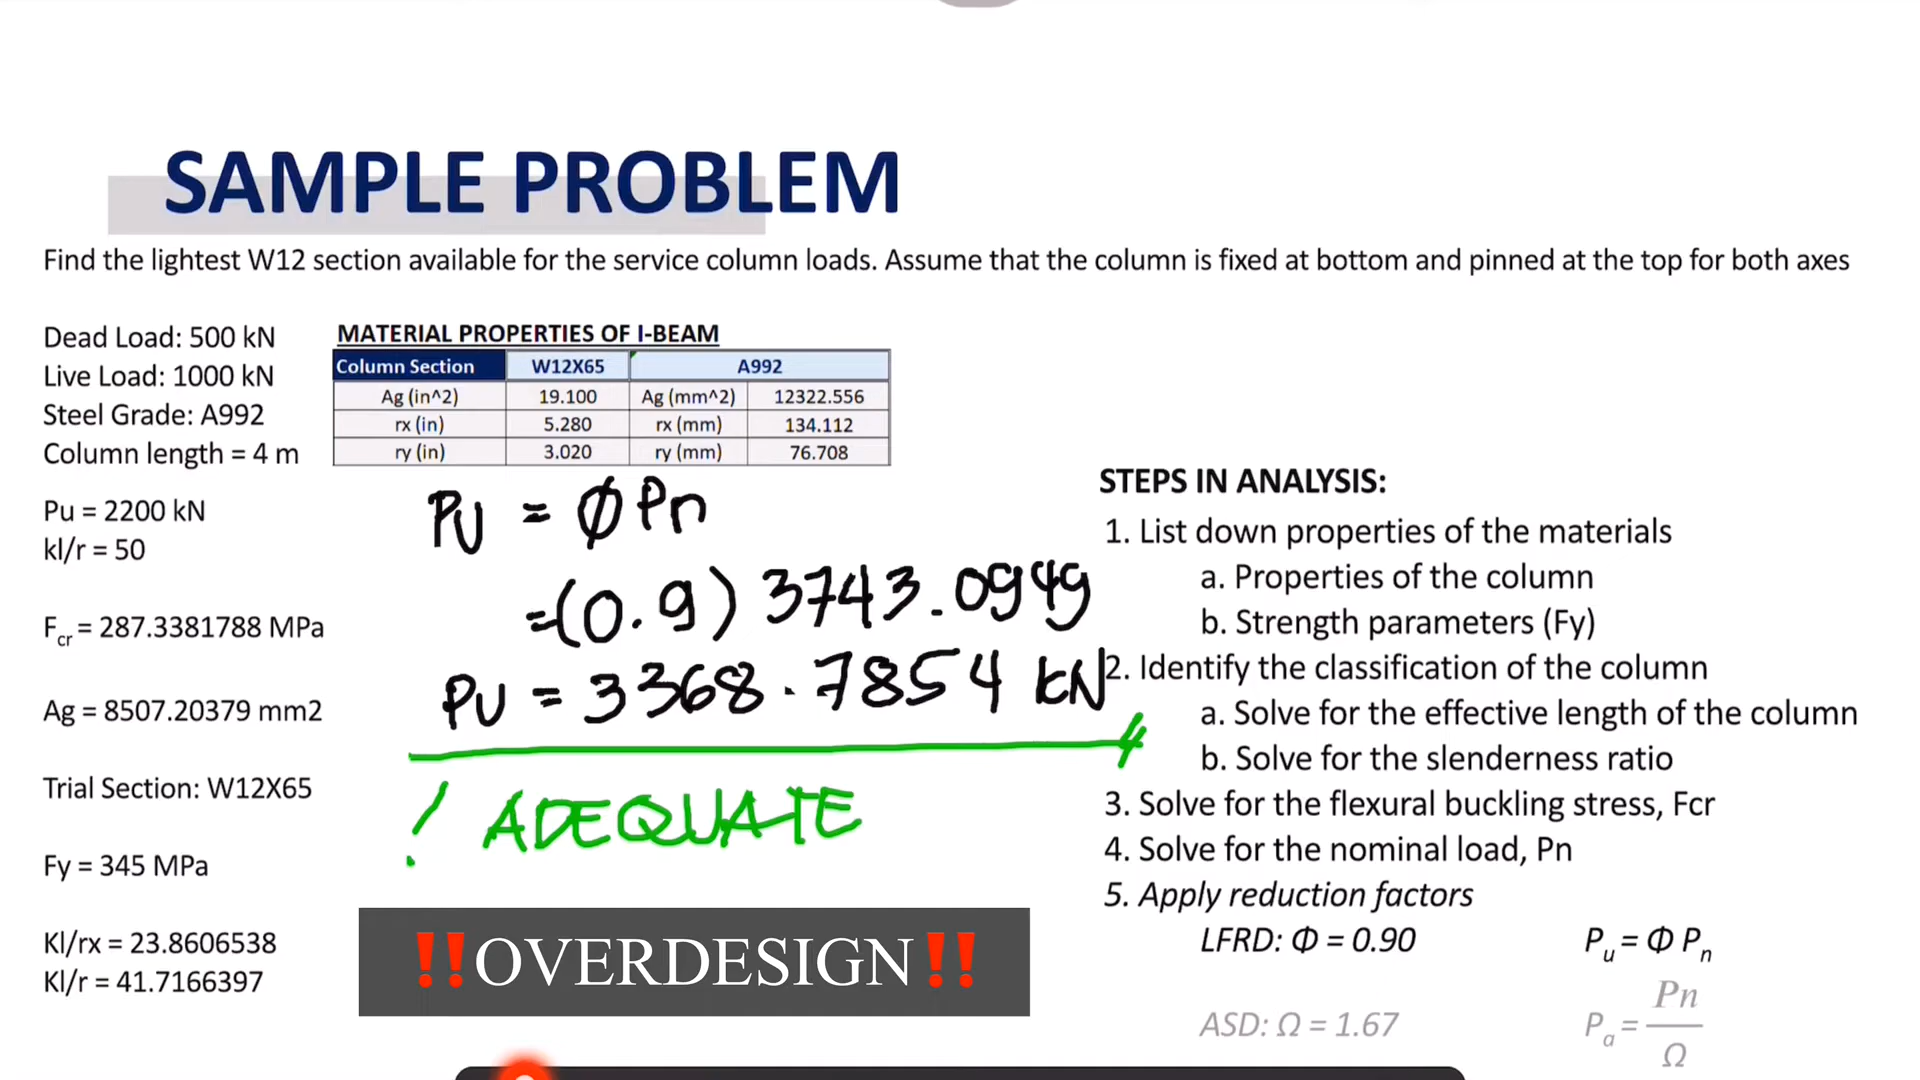 SAMPLE PROBLEM
Find the lightest W12 section available for the service column loads. Assume that the column is fixed at bottom and pinned at the top for both axes
Dead Load: 500 kN
Live Load: 1000 kN
Steel Grade: A992
Column length = 4 m
MATERIAL PROPERTIES OF I-BEAM
Column Section W12X65 A992
Ag (in^2) 19.100 Ag (mm^2) 12322.556
rx (in) 5.280 rx (mm) 134.112
ry (in) 3.020 ry (mm) 76.708
Pu = 2200 kN
kl/r = 50
Fcr = 287.3381788 MPa
Ag = 8507.20379 mm2
Trial Section: W12X65
Fy = 345 MPa
Kl/rx = 23.8606538
Kl/r = 41.7166397
PU = Ø Pn
=(0.9) 3743.0949
PU = 3368.7854 kN
! ADEQUATE
‼️OVERDESIGN‼️
STEPS IN ANALYSIS:
1. List down properties of the materials
a. Properties of the column
b. Strength parameters (Fy)
2. Identify the classification of the column
a. Solve for the effective length of the column
b. Solve for the slenderness ratio
3. Solve for the flexural buckling stress, Fcr
4. Solve for the nominal load, Pn
5. Apply reduction factors
LFRD: Φ = 0.90 Pu = Φ Pn
ASD: Ω = 1.67 Pa = Pn / Ω